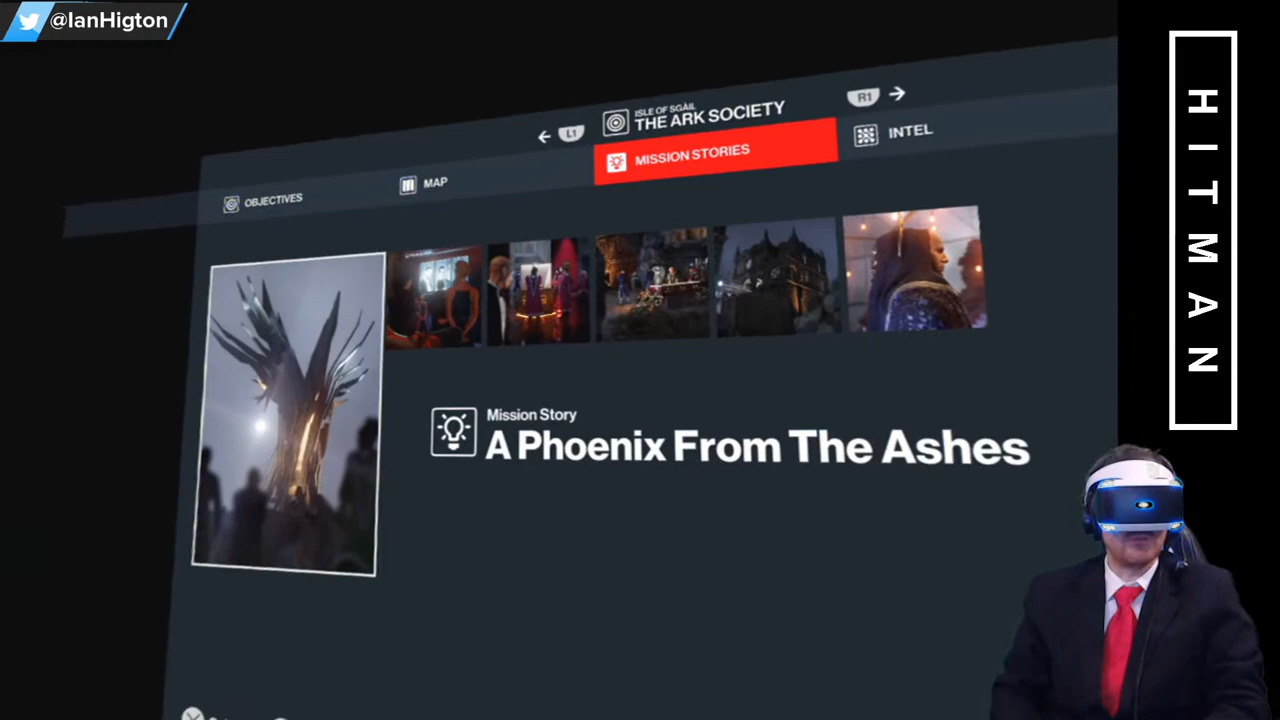 @IanHigton
HITMAN
ISLE OF SGÀIL
THE ARK SOCIETY
L1
R1
OBJECTIVES
MAP
MISSION STORIES
INTEL
Mission Story
A Phoenix From The Ashes